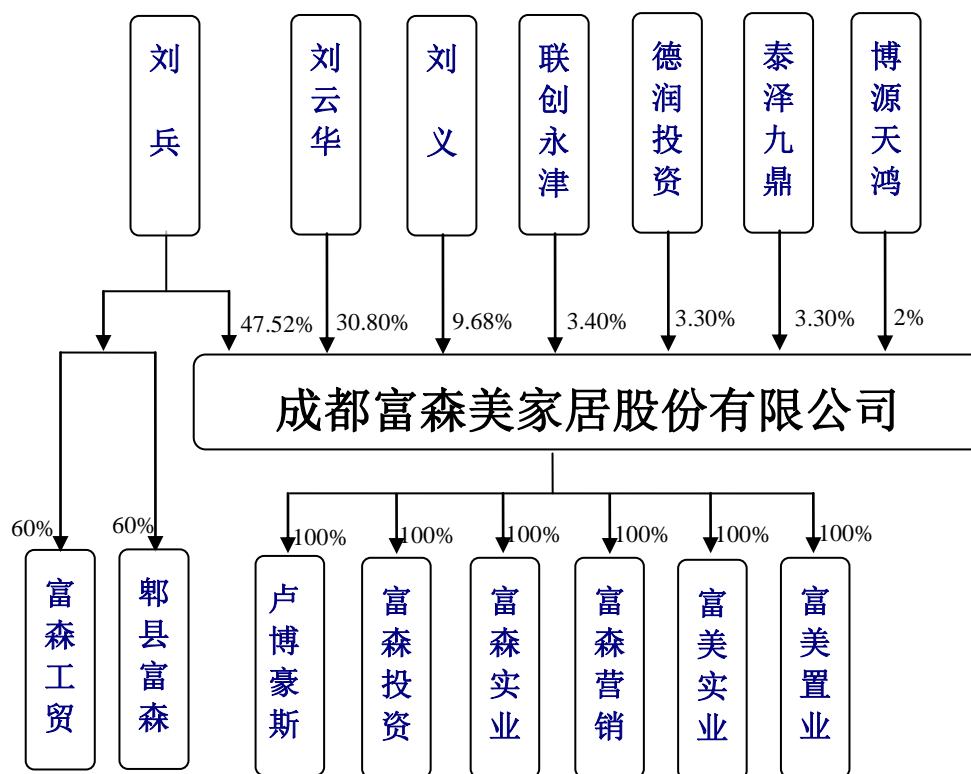 刘兵
刘云华
刘义
联创永津
德润投资
泰泽九鼎
博源天鸿
47.52%
30.80%
9.68%
3.40%
3.30%
3.30%
2%
成都富森美家居股份有限公司
60%
60%
100%
100%
100%
100%
100%
100%
富森工贸
郫县富森
卢博豪斯
富森投资
富森实业
富森营销
富美实业
富美置业